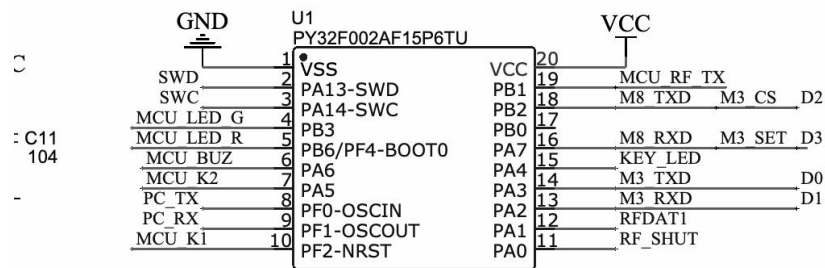 GND
U1
PY32F002AF15P6TU
VCC
C
C11
104
1 VSS
SWD 2 PA13-SWD
SWC 3 PA14-SWC
MCU_LED_G 4 PB3
MCU_LED_R 5 PB6/PF4-BOOT0
MCU_BUZ 6 PA6
MCU_K2 7 PA5
PC_TX 8 PF0-OSCIN
PC_RX 9 PF1-OSCOUT
MCU_K1 10 PF2-NRST
VCC 20
PB1 19 MCU_RF_TX
PB2 18 M8_TXD M3_CS D2
PB0 17
PA7 16 M8_RXD M3_SET D3
PA4 15 KEY_LED
PA3 14 M3_TXD D0
PA2 13 M3_RXD D1
PA1 12 RFDAT1
PA0 11 RF_SHUT